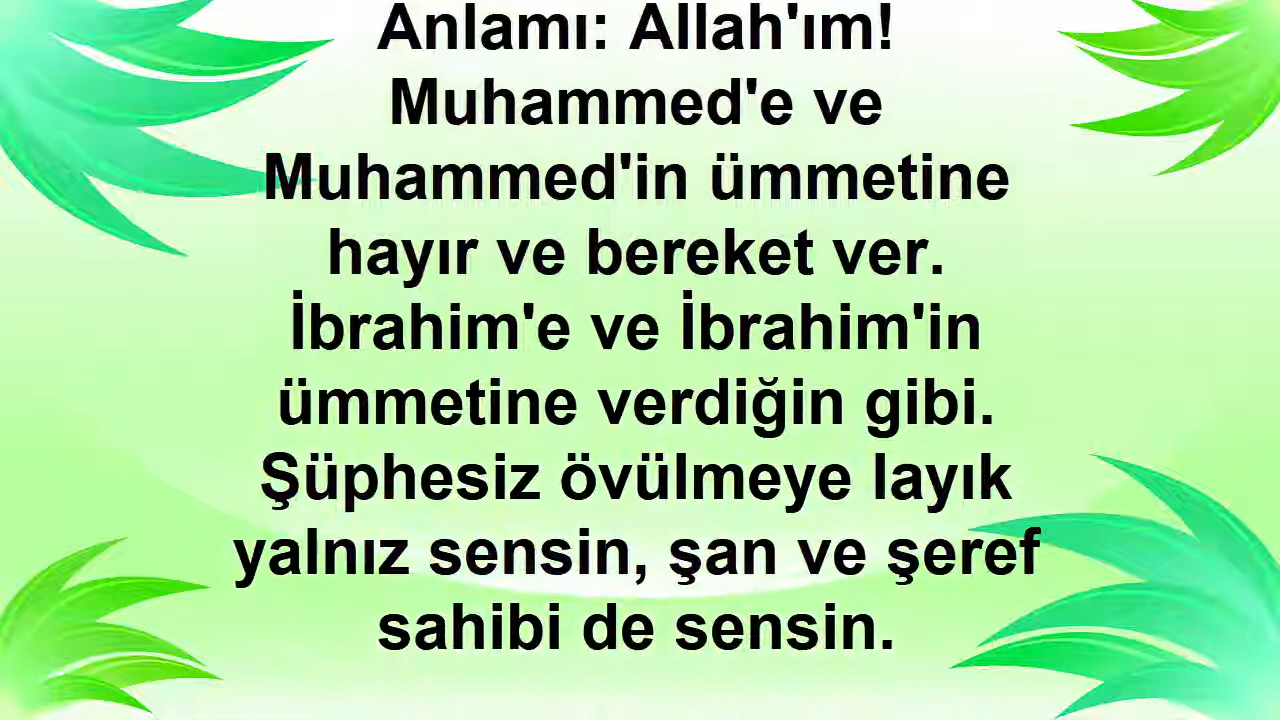 Anlamı: Allah'ım!
Muhammed'e ve
Muhammed'in ümmetine
hayır ve bereket ver.
İbrahim'e ve İbrahim'in
ümmetine verdiğin gibi.
Şüphesiz övülmeye layık
yalnız sensin, şan ve şeref
sahibi de sensin.